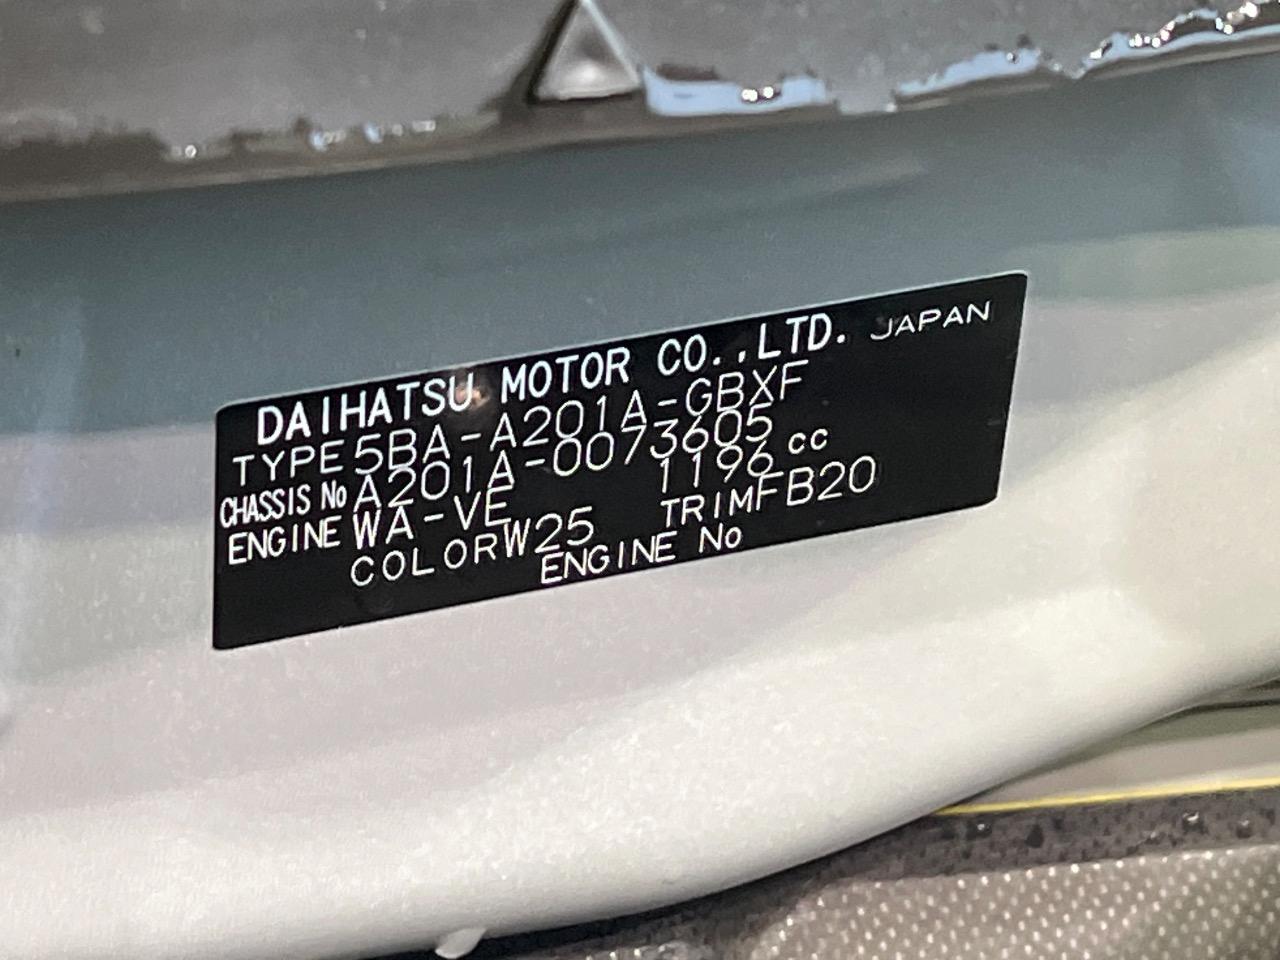 DAIHATSU MOTOR CO.,LTD. JAPAN
TYPE 5BA-A201A-GBXF
CHASSIS No A201A-0073605
ENGINE WA-VE 1196 cc
COLOR W25 TRIM FB20
ENGINE No